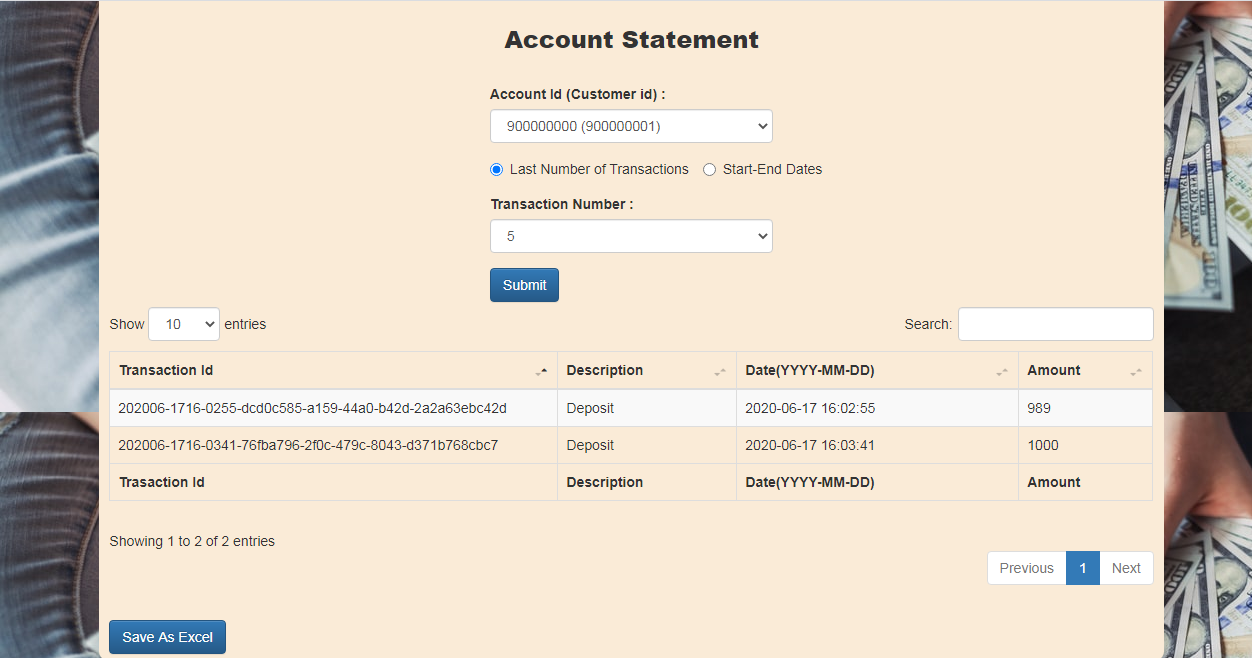 Account Statement
Account Id (Customer id) :
900000000 (900000001)
Last Number of Transactions Start-End Dates
Transaction Number :
5
Submit
Show 10 entries Search:
Transaction Id Description Date(YYYY-MM-DD) Amount
202006-1716-0255-dcd0c585-a159-44a0-b42d-2a2a63ebc42d Deposit 2020-06-17 16:02:55 989
202006-1716-0341-76fba796-2f0c-479c-8043-d371b768cbc7 Deposit 2020-06-17 16:03:41 1000
Trasaction Id Description Date(YYYY-MM-DD) Amount
Showing 1 to 2 of 2 entries
Previous 1 Next
Save As Excel